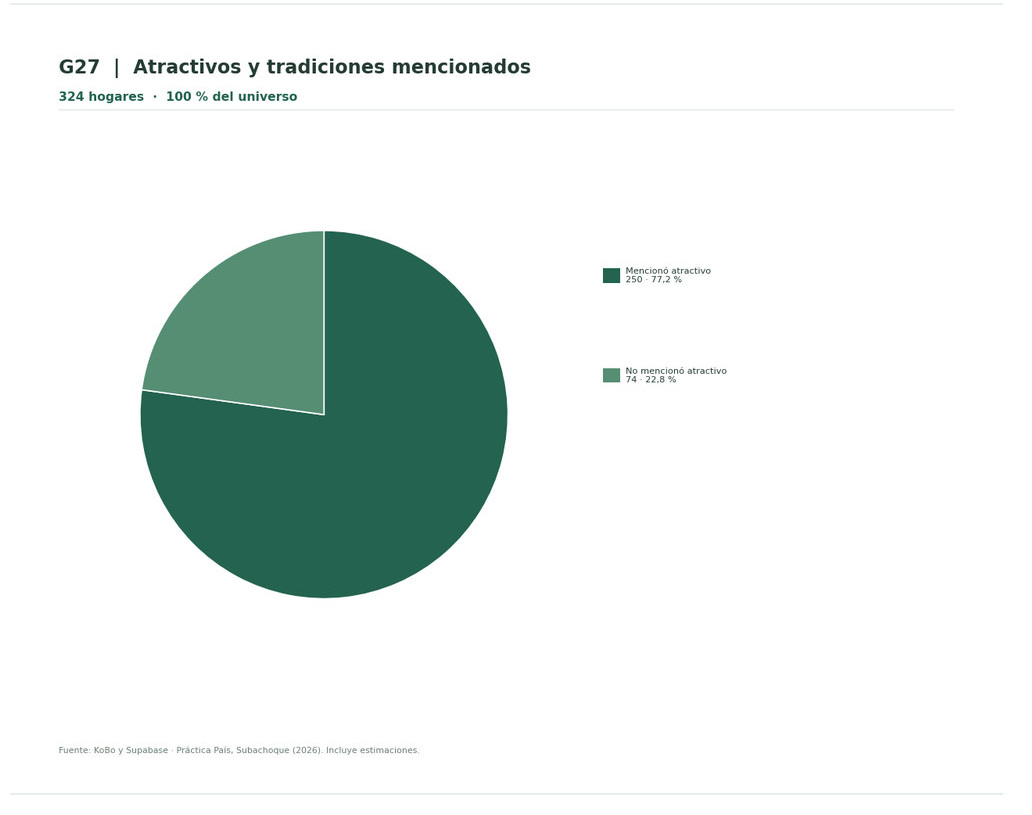 G27 | Atractivos y tradiciones mencionados
324 hogares · 100 % del universo
Mencionó atractivo
250 · 77,2 %
No mencionó atractivo
74 · 22,8 %
Fuente: KoBo y Supabase · Práctica País, Subachoque (2026). Incluye estimaciones.